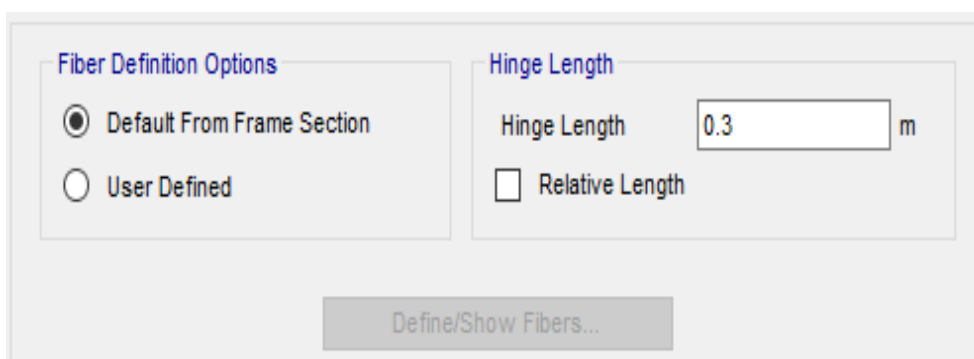 Fiber Definition Options
Default From Frame Section
User Defined
Hinge Length
Hinge Length 0.3 m
Relative Length
Define/Show Fibers...